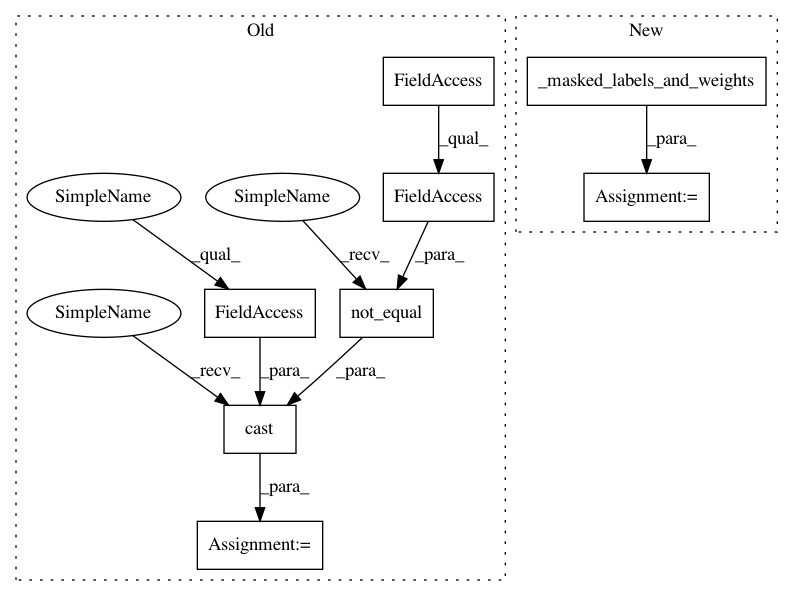 Old
New
FieldAccess
_masked_labels_and_weights
_qual_
_para_
SimpleName
SimpleName
FieldAccess
Assignment:=
_qual_
_recv_
_para_
SimpleName
FieldAccess
not_equal
_recv_
_para_
_para_
cast
_para_
Assignment:=